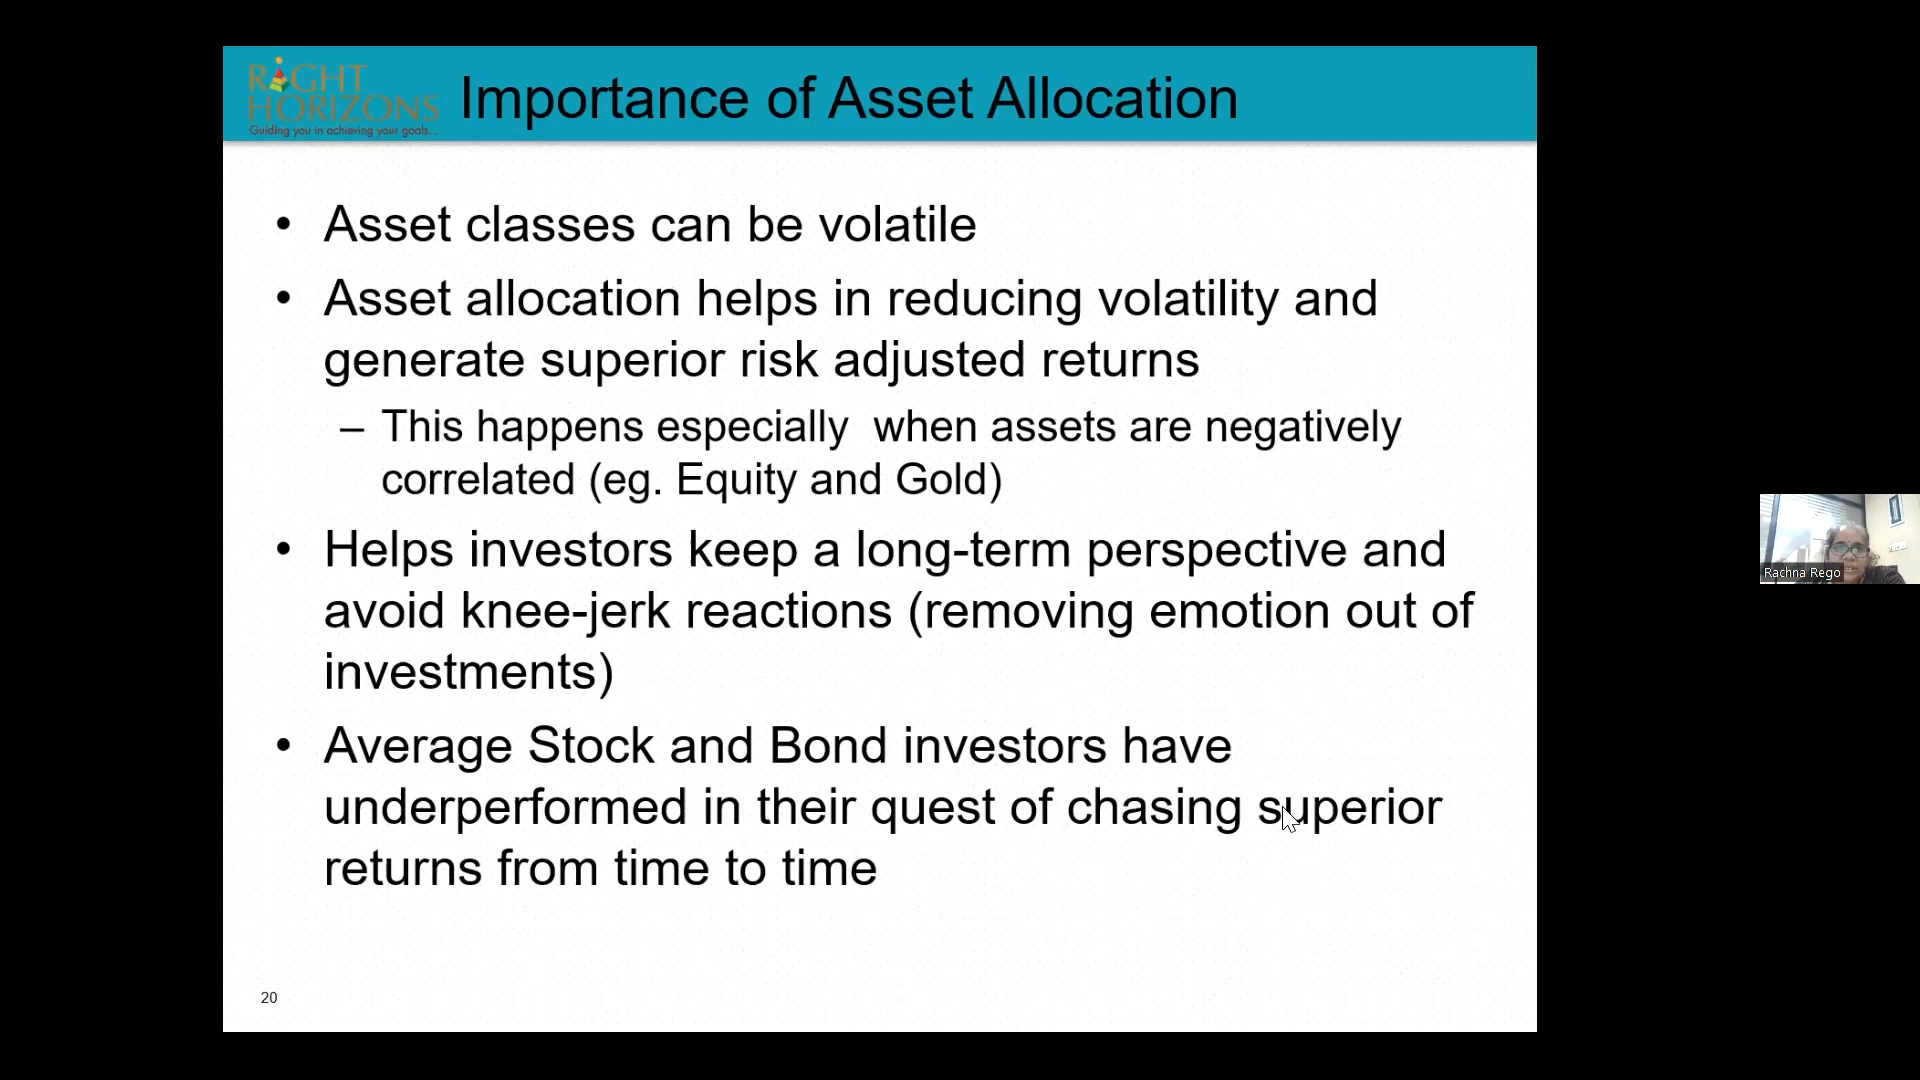 RIGHT
HORIZONS
Guiding you in achieving your goals...
Importance of Asset Allocation
• Asset classes can be volatile
• Asset allocation helps in reducing volatility and
generate superior risk adjusted returns
– This happens especially  when assets are negatively
correlated (eg. Equity and Gold)
• Helps investors keep a long-term perspective and
avoid knee-jerk reactions (removing emotion out of
investments)
• Average Stock and Bond investors have
underperformed in their quest of chasing superior
returns from time to time
20
Rachna Rego